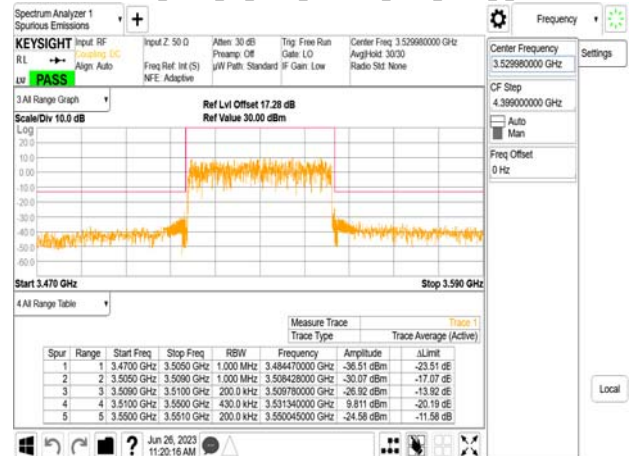 Spectrum Analyzer 1
Spurious Emissions
Frequency
KEYSIGHT
Input: RF
Coupling: DC
Align: Auto
Input Z: 50 Ω
Freq Ref: Int (S)
NFE: Adaptive
Atten: 30 dB
Preamp: Off
µW Path: Standard
Trig: Free Run
Gate: LO
IF Gain: Low
Center Freq: 3.529980000 GHz
Avg|Hold: 30/30
Radio Std: None
RL
LU PASS
Center Frequency
3.529980000 GHz
Settings
CF Step
4.399000000 GHz
Auto
Man
Freq Offset
0 Hz
3 All Range Graph
Ref Lvl Offset 17.28 dB
Scale/Div 10.0 dB
Ref Value 30.00 dBm
Log
20.0
10.0
0.00
-10.0
-20.0
-30.0
-40.0
-50.0
-60.0
Start 3.470 GHz
Stop 3.590 GHz
4 All Range Table
Measure Trace Trace 1
Trace Type Trace Average (Active)
Spur Range Start Freq Stop Freq RBW Frequency Amplitude ΔLimit
1 1 3.4700 GHz 3.5050 GHz 1.000 MHz 3.484470000 GHz -36.51 dBm -23.51 dB
2 2 3.5050 GHz 3.5090 GHz 1.000 MHz 3.508428000 GHz -30.07 dBm -17.07 dB
3 3 3.5090 GHz 3.5100 GHz 200.0 kHz 3.509780000 GHz -26.92 dBm -13.92 dB
4 4 3.5100 GHz 3.5500 GHz 430.0 kHz 3.531340000 GHz 9.811 dBm -20.19 dB
5 5 3.5500 GHz 3.5510 GHz 200.0 kHz 3.550045000 GHz -24.58 dBm -11.58 dB
Local
?
Jun 26, 2023
11:20:16 AM